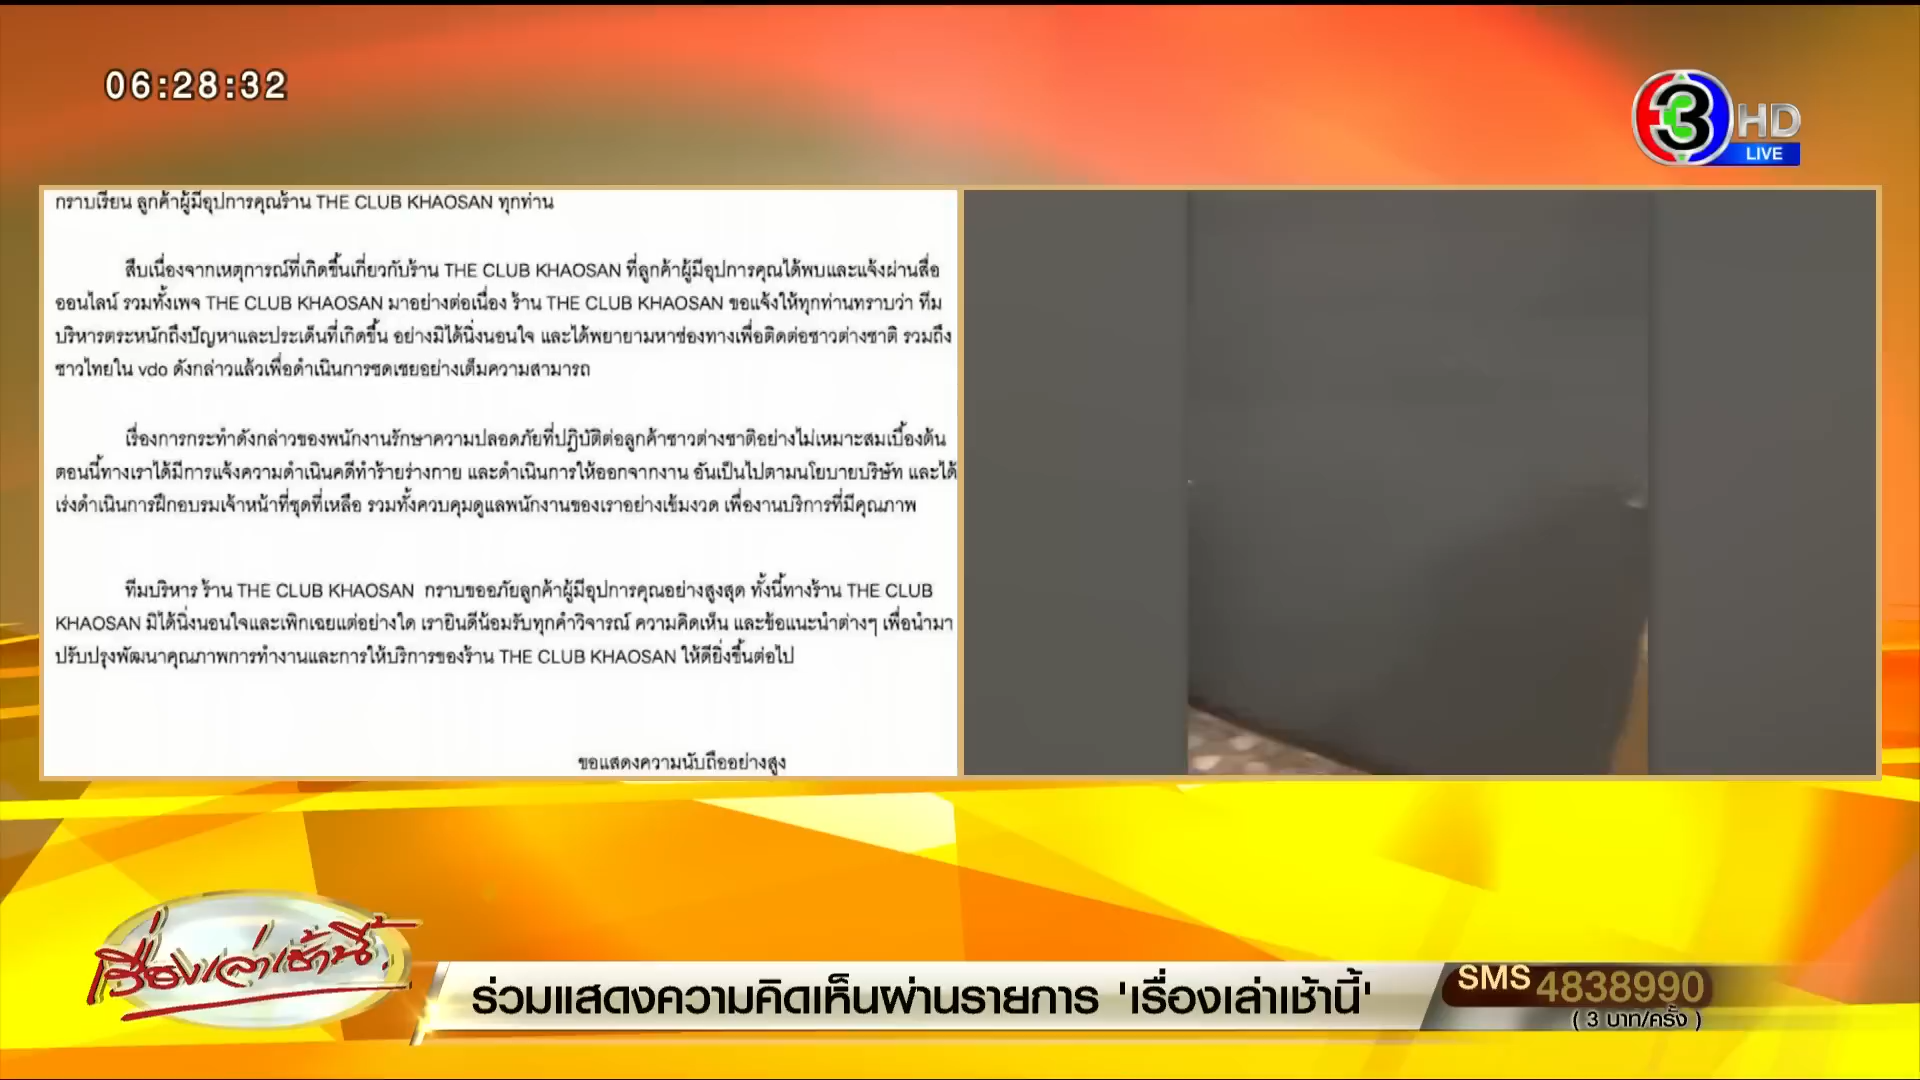 06:28:32
3 HD
LIVE
กราบเรียน ลูกค้าผู้มีอุปการคุณร้าน THE CLUB KHAOSAN ทุกท่าน
สืบเนื่องจากเหตุการณ์ที่เกิดขึ้นเกี่ยวกับร้าน THE CLUB KHAOSAN ที่ลูกค้าผู้มีอุปการคุณได้พบและแจ้งผ่านสื่อ
ออนไลน์ รวมทั้งเพจ THE CLUB KHAOSAN มาอย่างต่อเนื่อง ร้าน THE CLUB KHAOSAN ขอแจ้งให้ทุกท่านทราบว่า ทีม
บริหารตระหนักถึงปัญหาและประเด็นที่เกิดขึ้น อย่างมิได้นิ่งนอนใจ และได้พยายามหาช่องทางเพื่อติดต่อชาวต่างชาติ รวมถึง
ชาวไทยใน vdo ดังกล่าวแล้วเพื่อดำเนินการชดเชยอย่างเต็มความสามารถ
เรื่องการกระทำดังกล่าวของพนักงานรักษาความปลอดภัยที่ปฏิบัติต่อลูกค้าชาวต่างชาติอย่างไม่เหมาะสมเบื้องต้น
ตอนนี้ทางเราได้มีการแจ้งความดำเนินคดีทำร้ายร่างกาย และดำเนินการให้ออกจากงาน อันเป็นไปตามนโยบายบริษัท และได้
เร่งดำเนินการฝึกอบรมเจ้าหน้าที่ชุดที่เหลือ รวมทั้งควบคุมดูแลพนักงานของเราอย่างเข้มงวด เพื่องานบริการที่มีคุณภาพ
ทีมบริหาร ร้าน THE CLUB KHAOSAN กราบขออภัยลูกค้าผู้มีอุปการคุณอย่างสูงสุด ทั้งนี้ทางร้าน THE CLUB
KHAOSAN มิได้นิ่งนอนใจและเพิกเฉยแต่อย่างใด เรายินดีน้อมรับทุกคำวิจารณ์ ความคิดเห็น และข้อแนะนำต่างๆ เพื่อนำมา
ปรับปรุงพัฒนาคุณภาพการทำงานและการให้บริการของร้าน THE CLUB KHAOSAN ให้ดียิ่งขึ้นต่อไป
ขอแสดงความนับถืออย่างสูง
เรื่องเล่าเช้านี้
ร่วมแสดงความคิดเห็นผ่านรายการ 'เรื่องเล่าเช้านี้'
SMS 4838990
( 3 บาท/ครั้ง )